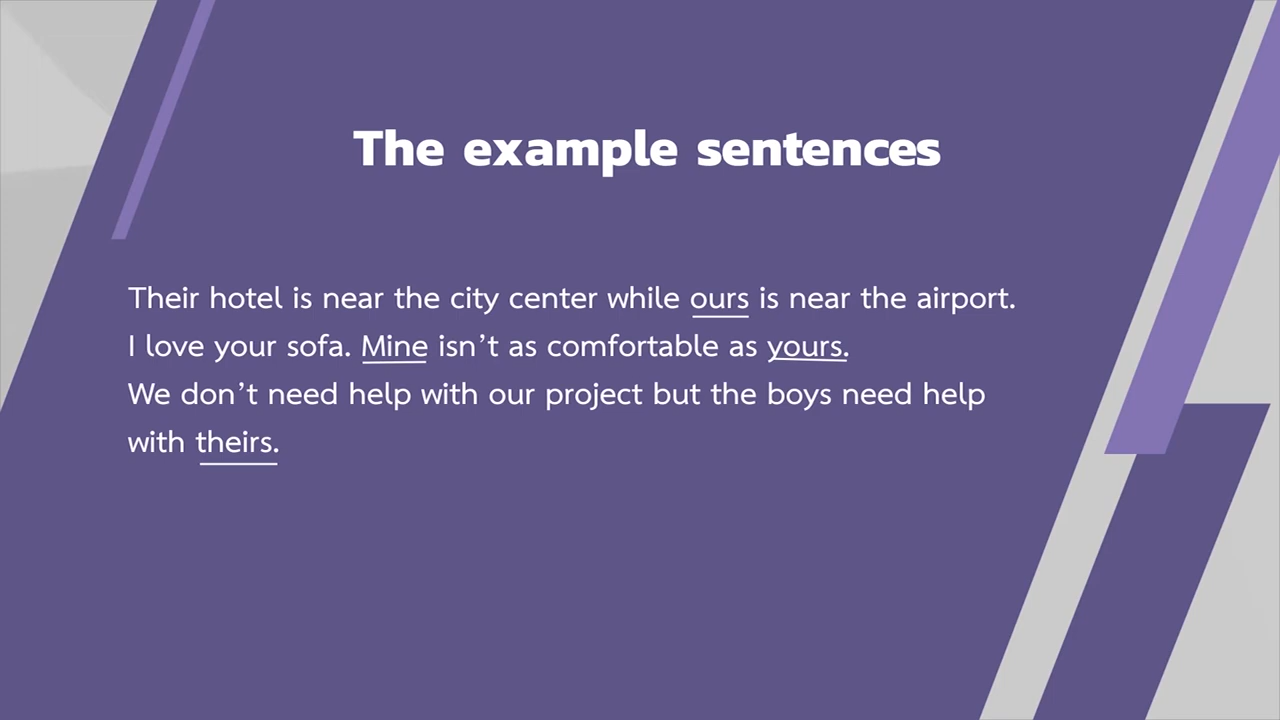 The example sentences
Their hotel is near the city center while ours is near the airport.
I love your sofa. Mine isn’t as comfortable as yours.
We don’t need help with our project but the boys need help
with theirs.